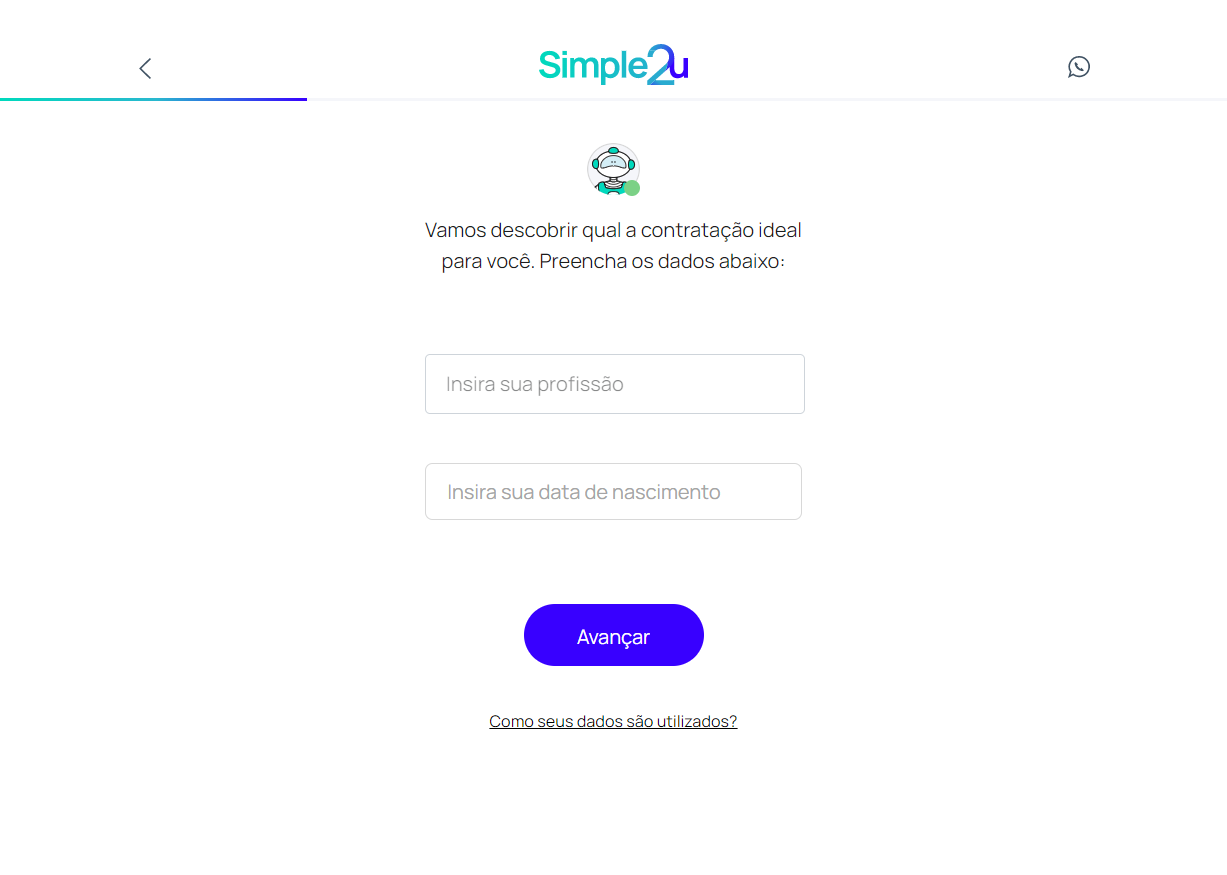 Simple2u
Vamos descobrir qual a contratação ideal
para você. Preencha os dados abaixo:
Insira sua profissão
Insira sua data de nascimento
Avançar
Como seus dados são utilizados?